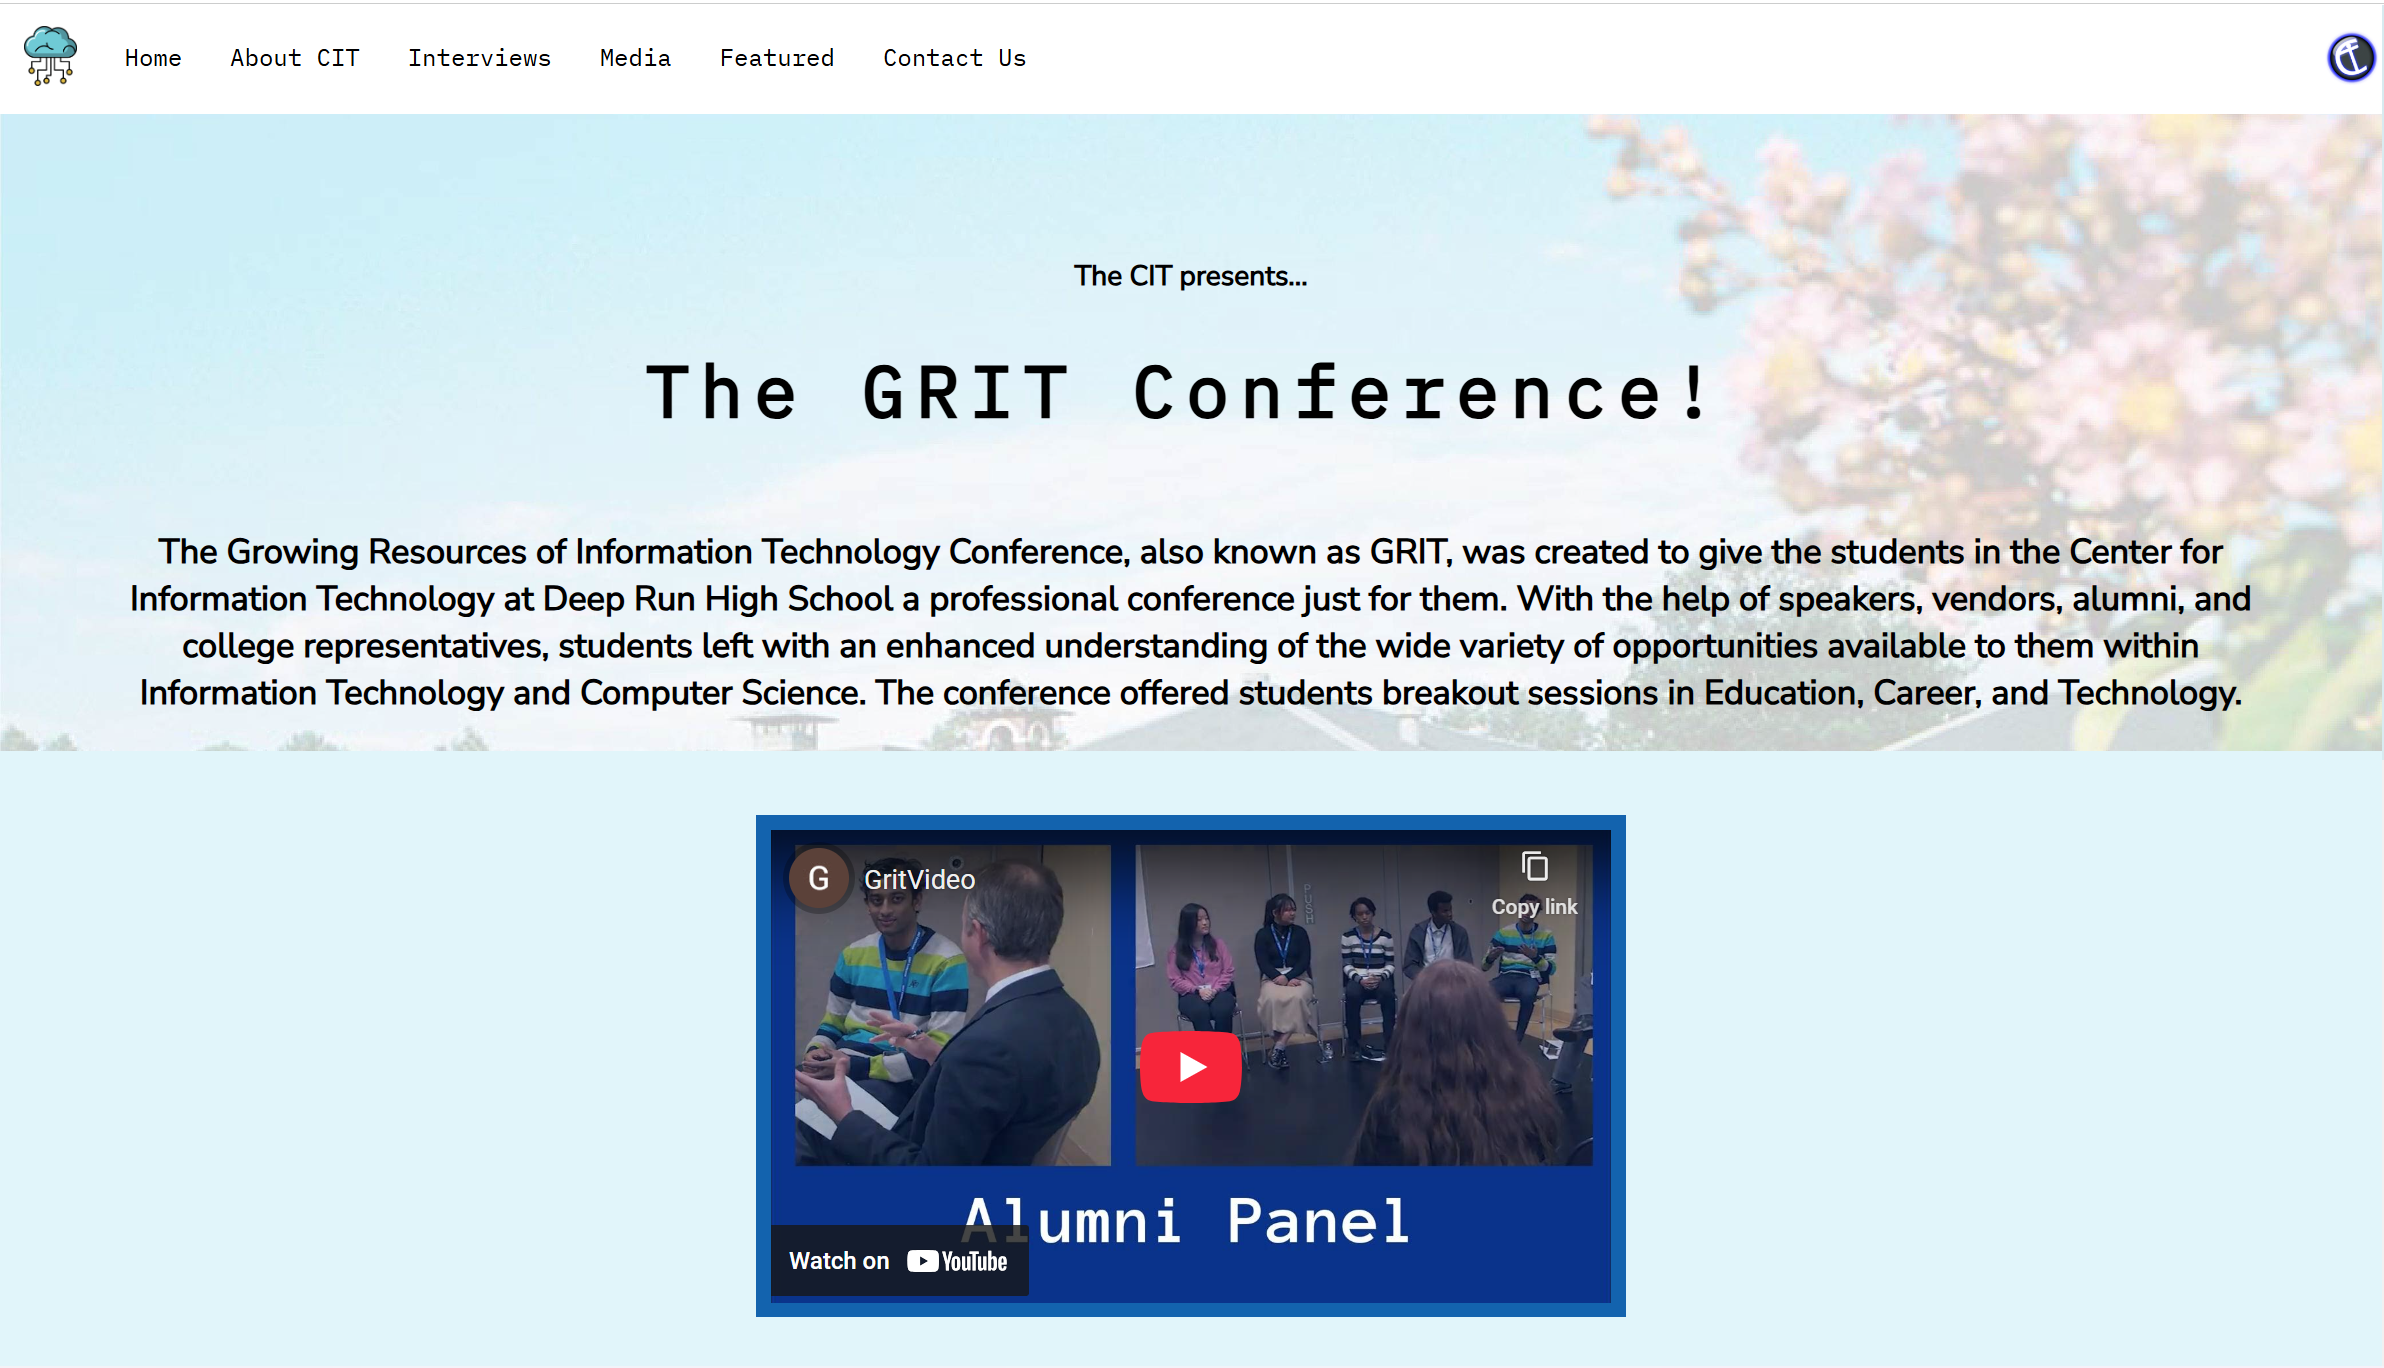 Home About CIT Interviews Media Featured Contact Us
The CIT presents...
The GRIT Conference!
The Growing Resources of Information Technology Conference, also known as GRIT, was created to give the students in the Center for
Information Technology at Deep Run High School a professional conference just for them. With the help of speakers, vendors, alumni, and
college representatives, students left with an enhanced understanding of the wide variety of opportunities available to them within
Information Technology and Computer Science. The conference offered students breakout sessions in Education, Career, and Technology.
G GritVideo
Copy link
PUSH
Alumni Panel
Watch on YouTube